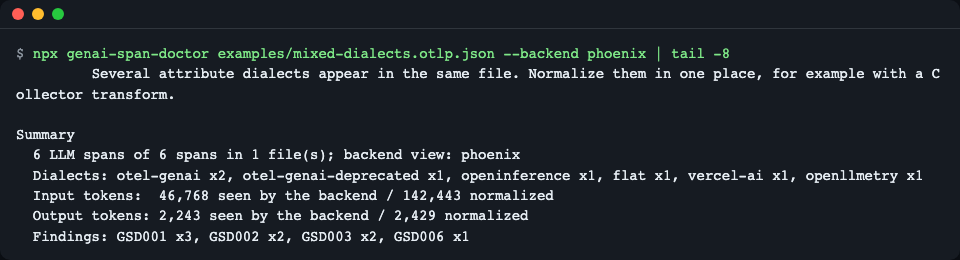 $ npx genai-span-doctor examples/mixed-dialects.otlp.json --backend phoenix | tail -8
Several attribute dialects appear in the same file. Normalize them in one place, for example with a C
ollector transform.
Summary
6 LLM spans of 6 spans in 1 file(s); backend view: phoenix
Dialects: otel-genai x2, otel-genai-deprecated x1, openinference x1, flat x1, vercel-ai x1, openllmetry x1
Input tokens:  46,768 seen by the backend / 142,443 normalized
Output tokens: 2,243 seen by the backend / 2,429 normalized
Findings: GSD001 x3, GSD002 x2, GSD003 x2, GSD006 x1